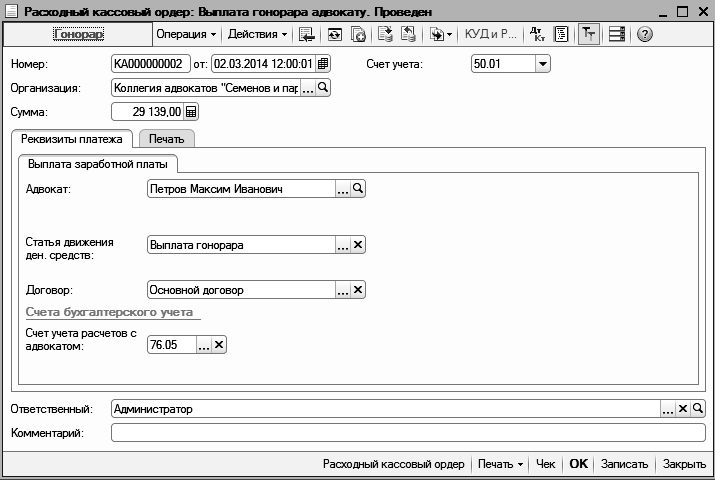 Расходный кассовый ордер: Выплата гонорара адвокату. Проведен
Гонорар Операция Действия КУД и Р... Дт Кт
Номер: КА000000002 от: 02.03.2014 12:00:01 Счет учета: 50.01
Организация: Коллегия адвокатов "Семенов и пар ...
Сумма: 29 139,00
Реквизиты платежа Печать
Выплата заработной платы
Адвокат: Петров Максим Иванович ...
Статья движения
ден. средств: Выплата гонорара ...
Договор: Основной договор ...
Счета бухгалтерского учета
Счет учета расчетов с
адвокатом: 76.05 ...
Ответственный: Администратор ...
Комментарий:
Расходный кассовый ордер Печать Чек OK Записать Закрыть